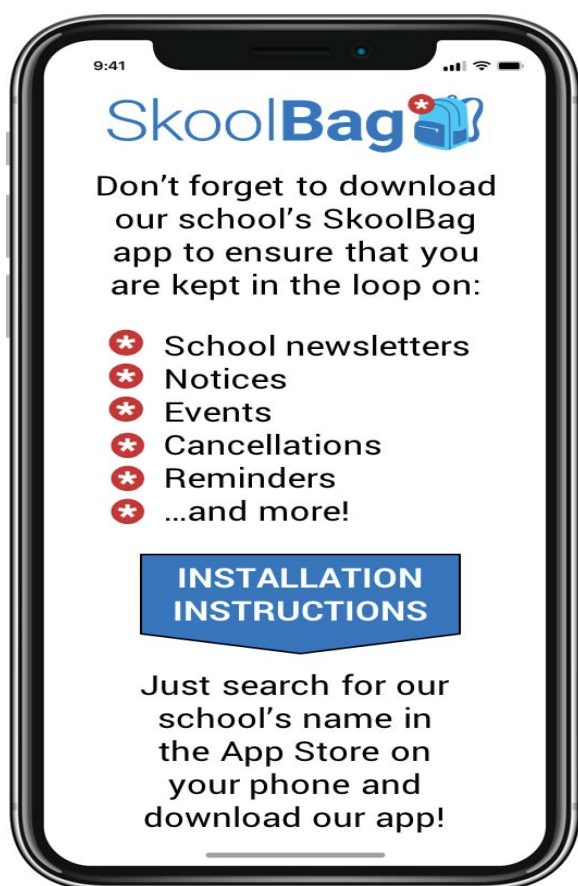 9:41
SkoolBag
Don’t forget to download
our school’s SkoolBag
app to ensure that you
are kept in the loop on:
* School newsletters
* Notices
* Events
* Cancellations
* Reminders
* ...and more!
INSTALLATION
INSTRUCTIONS
Just search for our
school’s name in
the App Store on
your phone and
download our app!